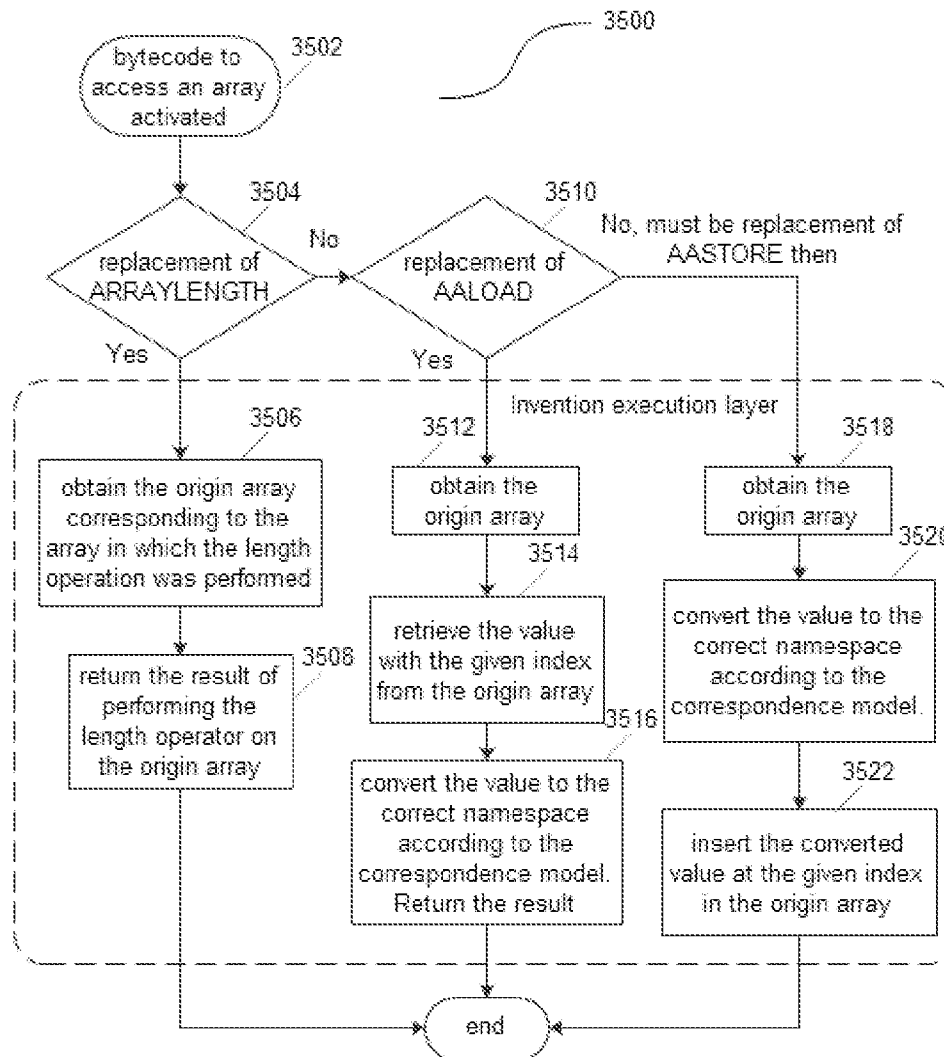 3500
3502
bytecode to
access an array
activated
3504
replacement of
ARRAYLENGTH
No
Yes
3510
replacement of
AALOAD
Yes
No, must be replacement of
AASTORE then
Invention execution layer
3506
obtain the origin array
corresponding to the
array in which the length
operation was performed
3508
return the result of
performing the
length operator on
the origin array
3512
obtain the
origin array
3514
retrieve the value
with the given index
from the origin array
3516
convert the value to the
correct namespace
according to the
correspondence model.
Return the result
3518
obtain the
origin array
3520
convert the value to the
correct namespace
according to the
correspondence model.
3522
insert the converted
value at the given index
in the origin array
end